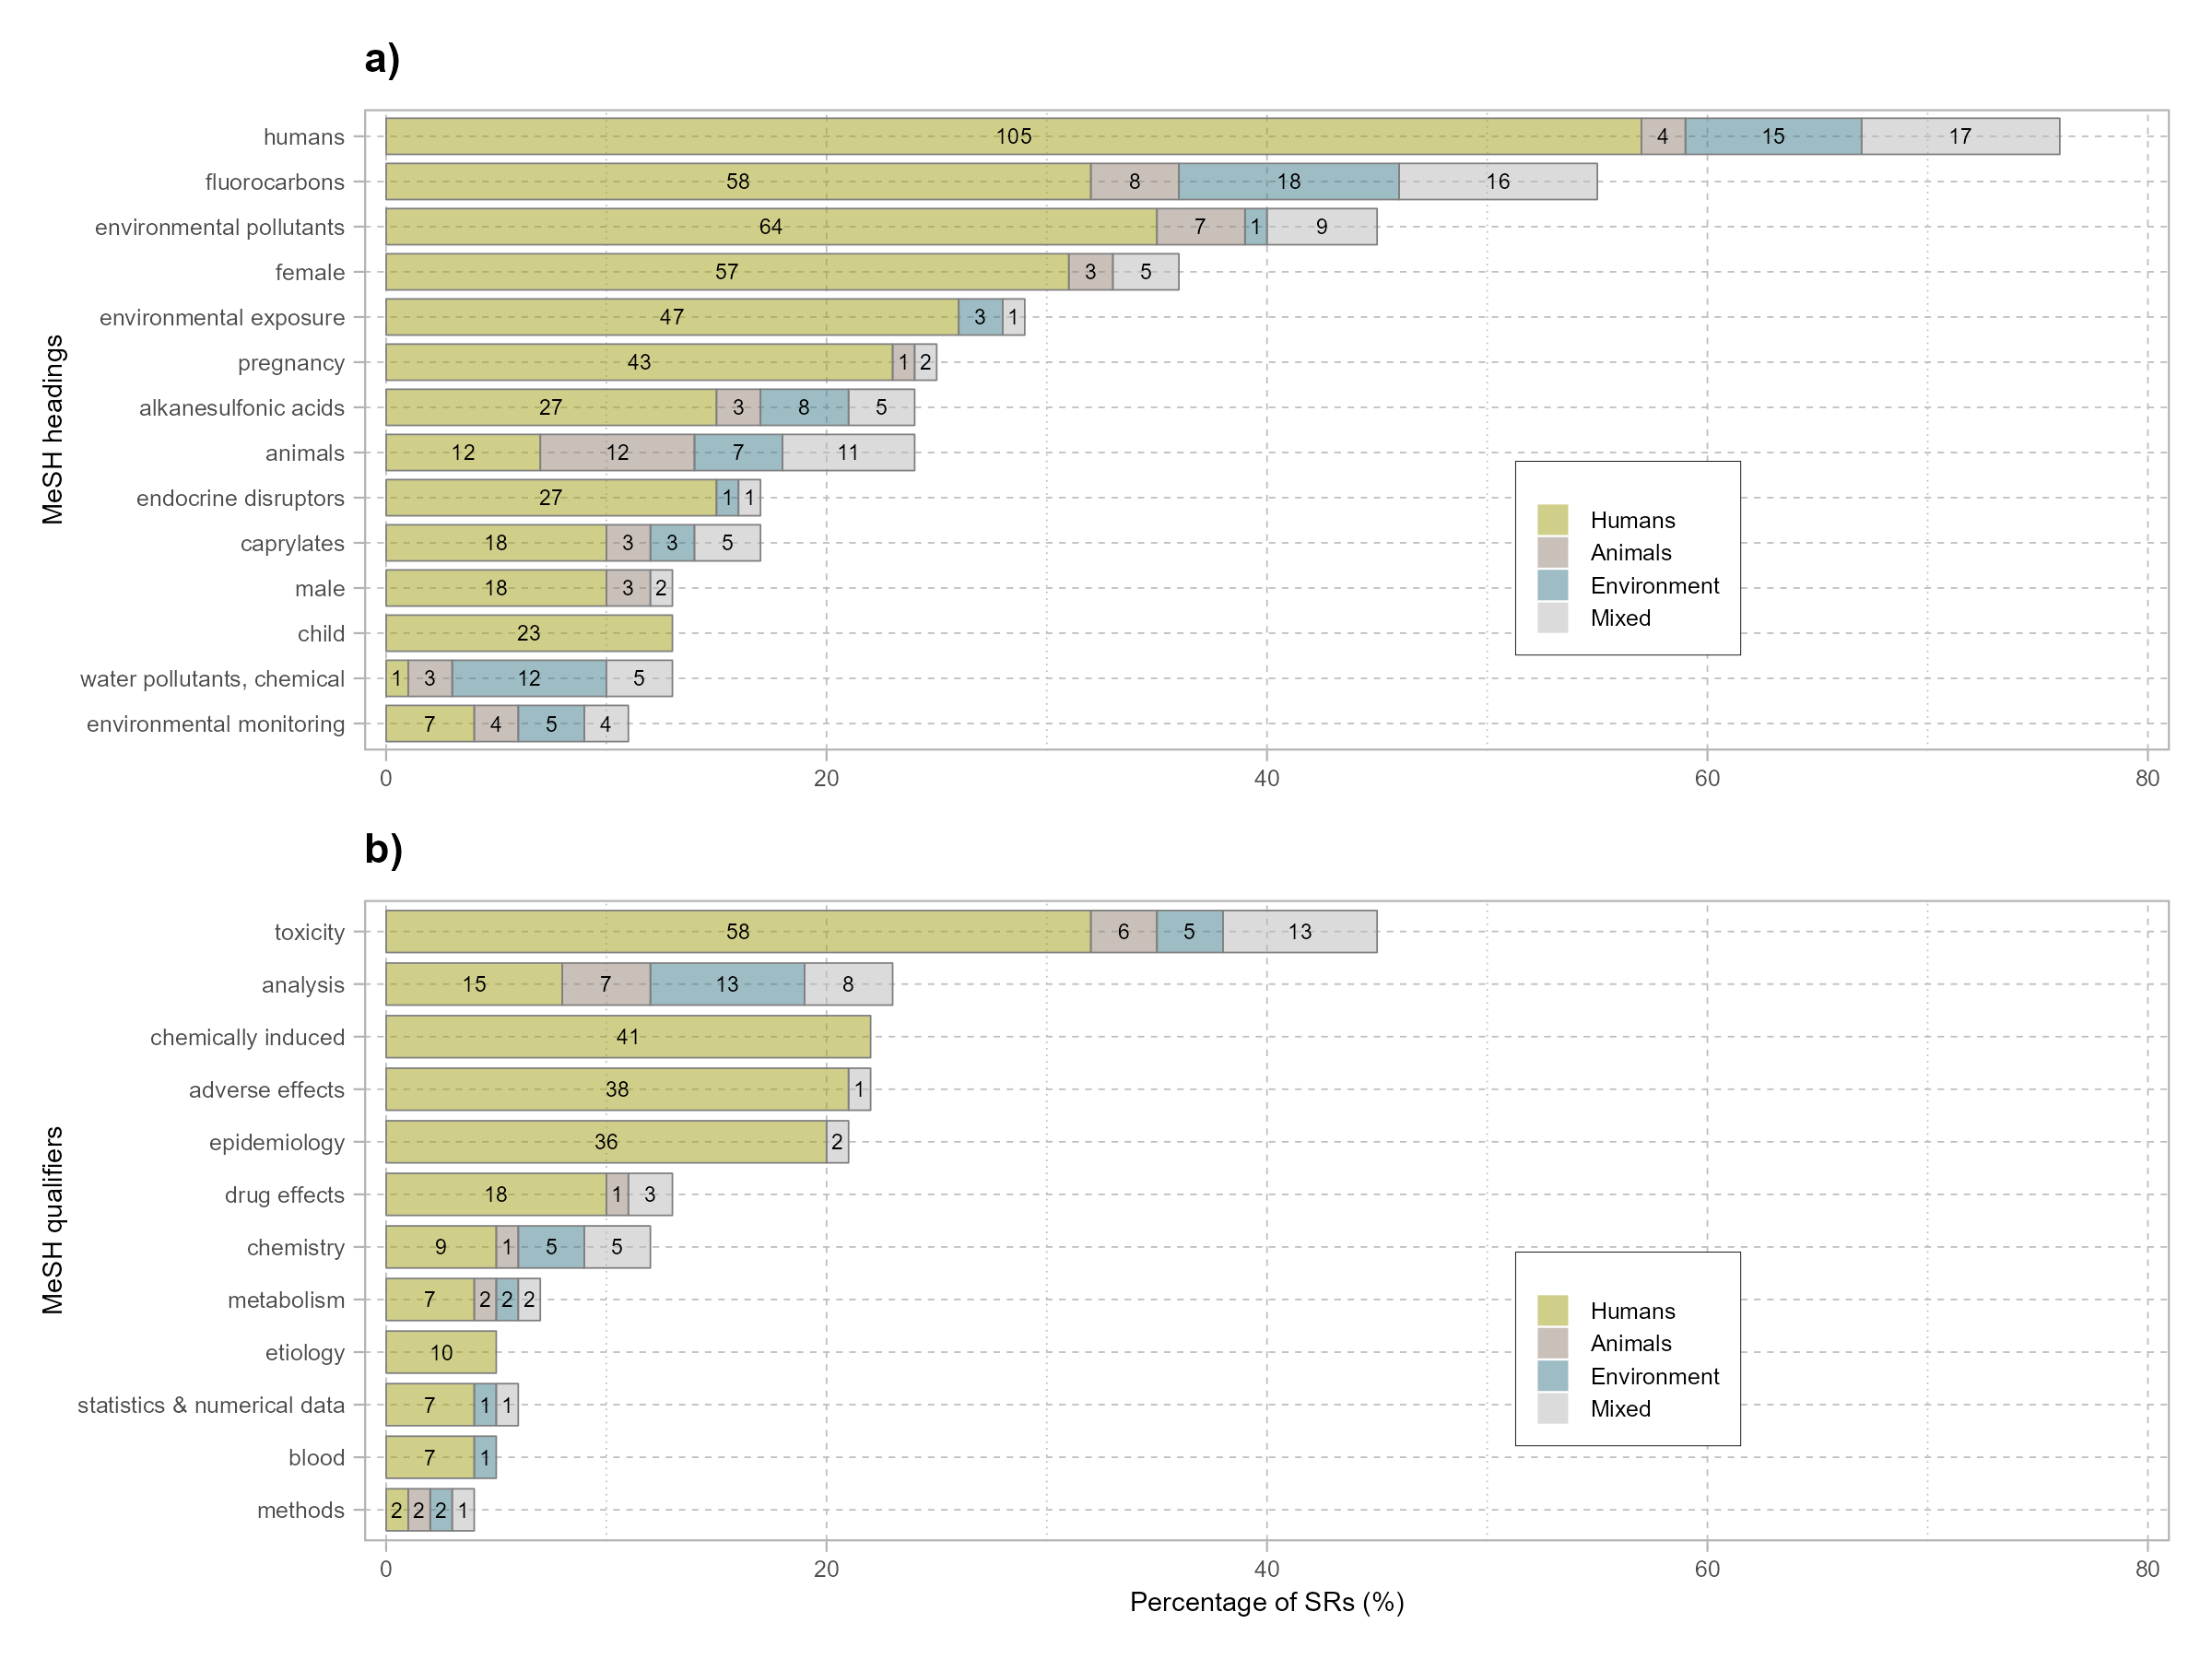 a)
MeSH headings
humans 105 4 15 17
fluorocarbons 58 8 18 16
environmental pollutants 64 7 1 9
female 57 3 5
environmental exposure 47 3 1
pregnancy 43 1 2
alkanesulfonic acids 27 3 8 5
animals 12 12 7 11
endocrine disruptors 27 1 1
caprylates 18 3 3 5
male 18 3 2
child 23
water pollutants, chemical 1 3 12 5
environmental monitoring 7 4 5 4
Humans
Animals
Environment
Mixed
0 20 40 60 80
b)
MeSH qualifiers
toxicity 58 6 5 13
analysis 15 7 13 8
chemically induced 41
adverse effects 38 1
epidemiology 36 2
drug effects 18 1 3
chemistry 9 1 5 5
metabolism 7 2 2 2
etiology 10
statistics & numerical data 7 1 1
blood 7 1
methods 2 2 2 1
Humans
Animals
Environment
Mixed
0 20 40 60 80
Percentage of SRs (%)